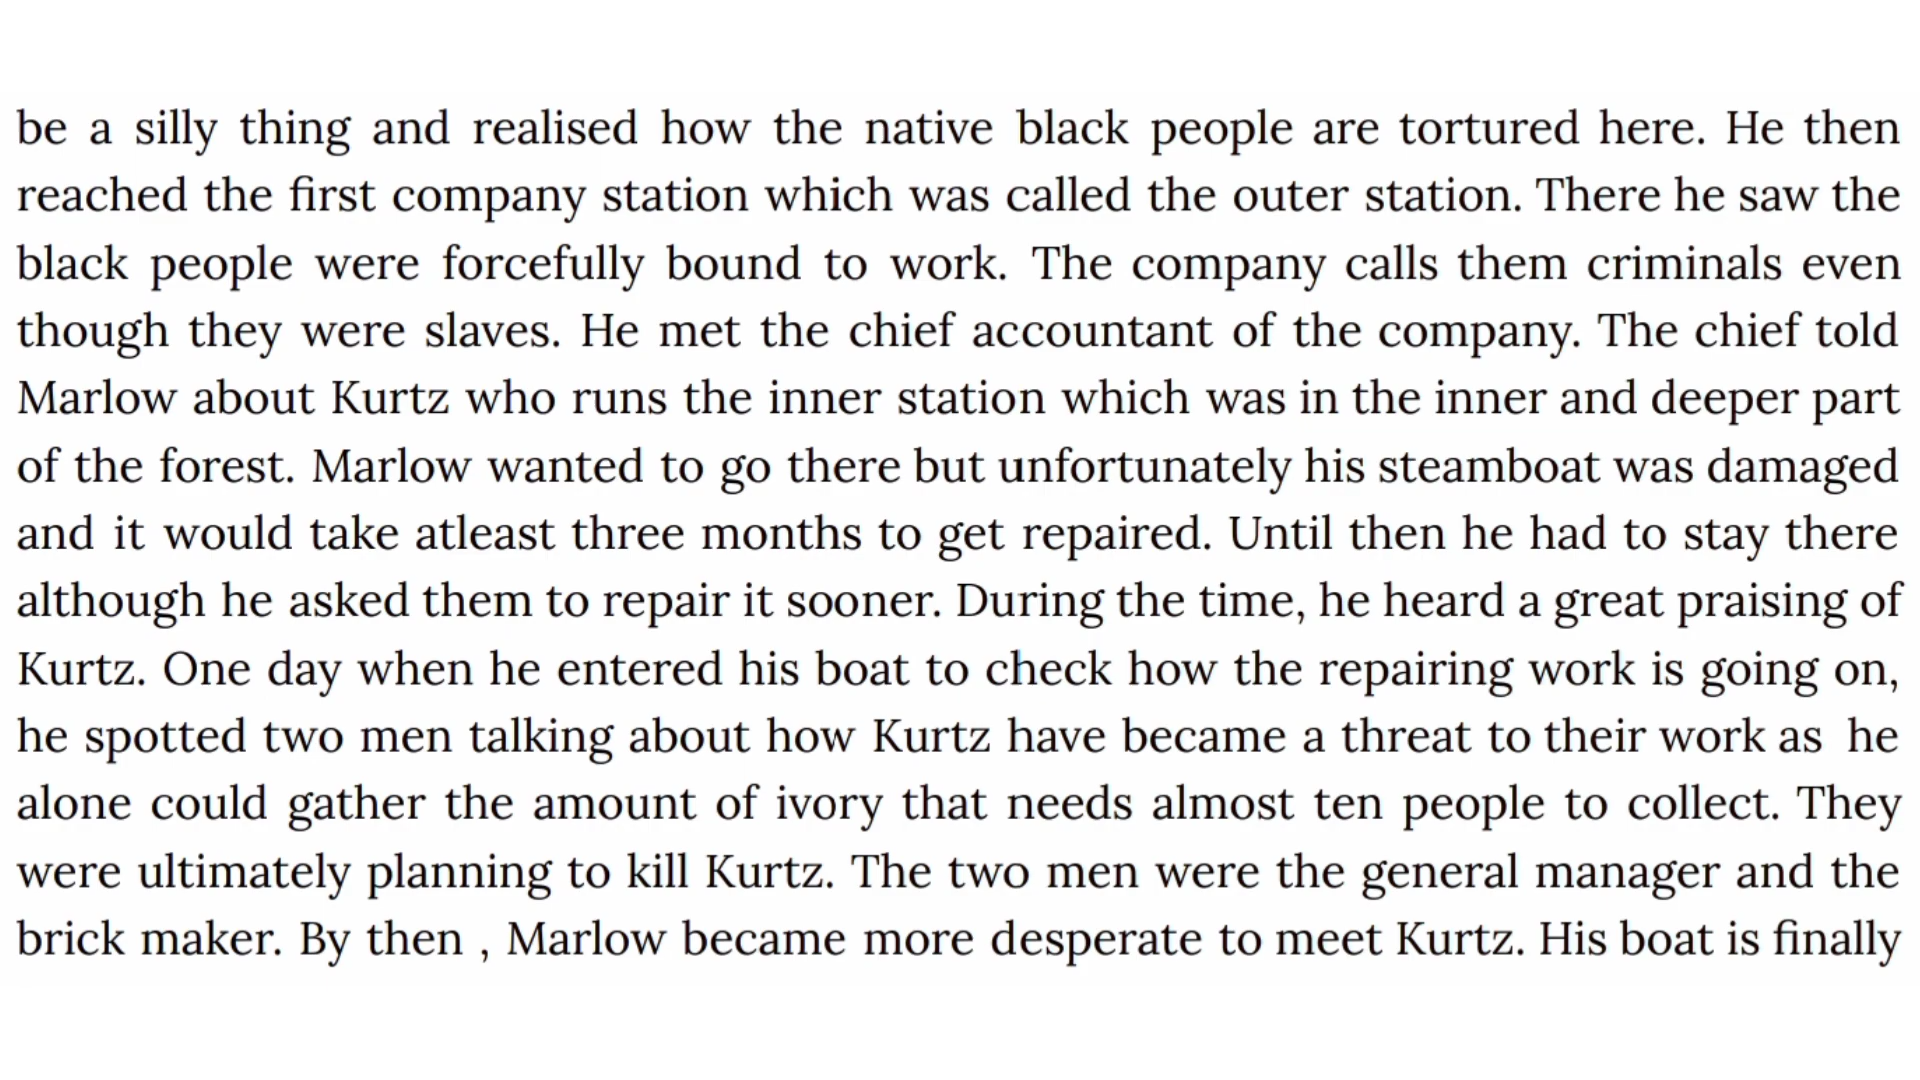 be a silly thing and realised how the native black people are tortured here. He then
reached the first company station which was called the outer station. There he saw the
black people were forcefully bound to work. The company calls them criminals even
though they were slaves. He met the chief accountant of the company. The chief told
Marlow about Kurtz who runs the inner station which was in the inner and deeper part
of the forest. Marlow wanted to go there but unfortunately his steamboat was damaged
and it would take atleast three months to get repaired. Until then he had to stay there
although he asked them to repair it sooner. During the time, he heard a great praising of
Kurtz. One day when he entered his boat to check how the repairing work is going on,
he spotted two men talking about how Kurtz have became a threat to their work as he
alone could gather the amount of ivory that needs almost ten people to collect. They
were ultimately planning to kill Kurtz. The two men were the general manager and the
brick maker. By then , Marlow became more desperate to meet Kurtz. His boat is finally